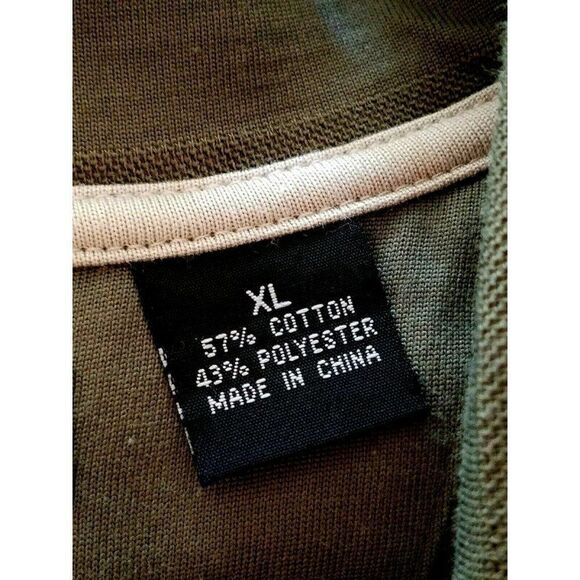 XL
57% COTTON
43% POLYESTER
MADE IN CHINA